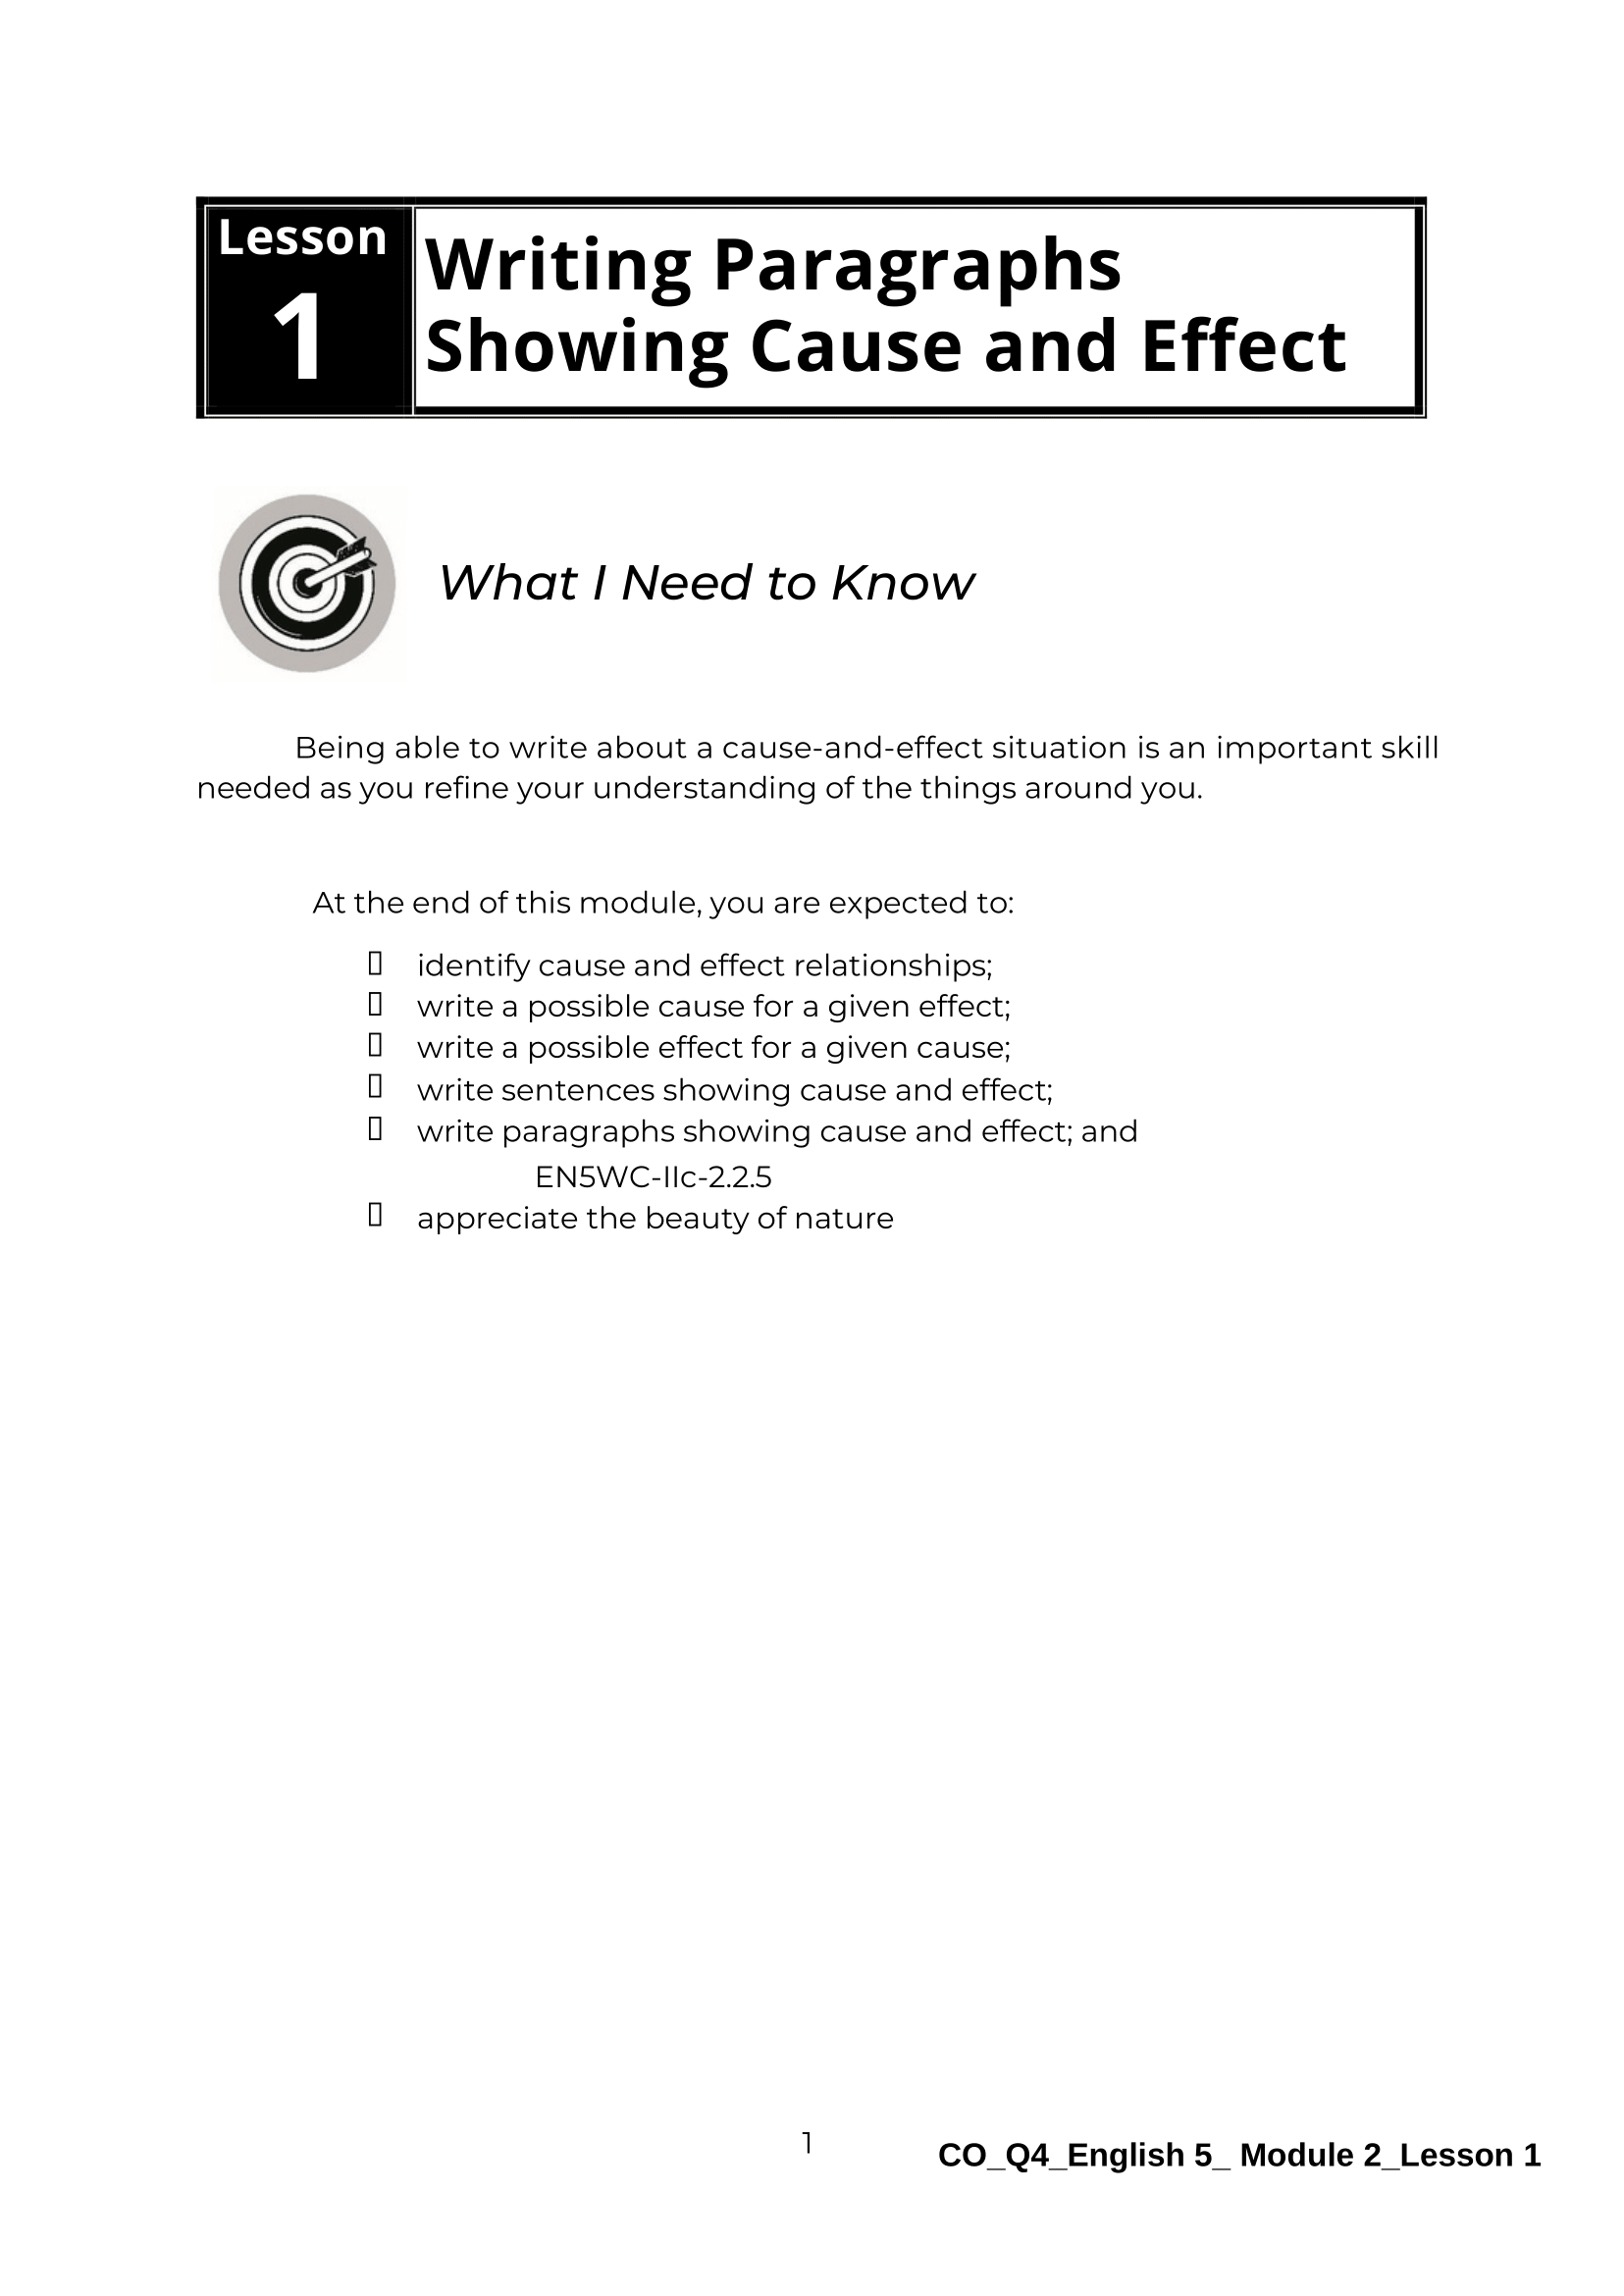 Lesson
1
Writing Paragraphs
Showing Cause and Effect
What I Need to Know
Being able to write about a cause-and-effect situation is an important skill
needed as you refine your understanding of the things around you.
At the end of this module, you are expected to:
identify cause and effect relationships;
write a possible cause for a given effect;
write a possible effect for a given cause;
write sentences showing cause and effect;
write paragraphs showing cause and effect; and
EN5WC-IIc-2.2.5
appreciate the beauty of nature
1
CO_Q4_English 5_ Module 2_Lesson 1